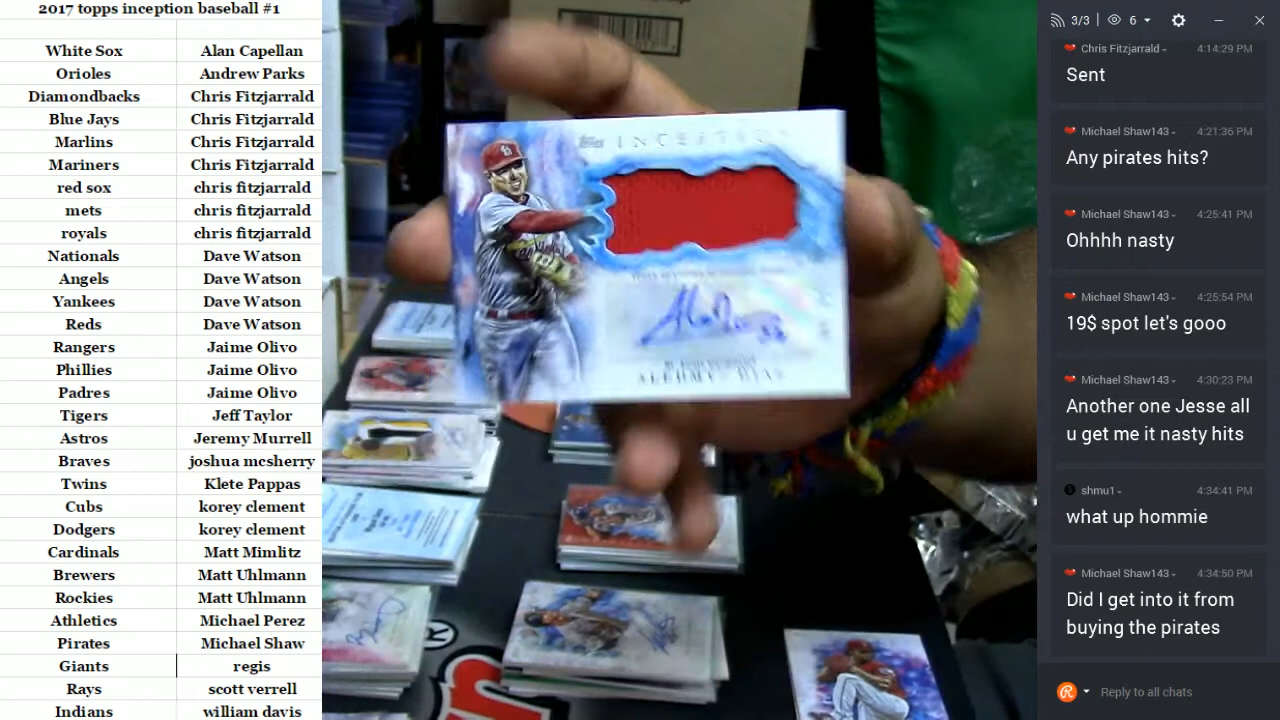 2017 topps inception baseball #1
White Sox Alan Capellan
Orioles Andrew Parks
Diamondbacks Chris Fitzjarrald
Blue Jays Chris Fitzjarrald
Marlins Chris Fitzjarrald
Mariners Chris Fitzjarrald
red sox chris fitzjarrald
mets chris fitzjarrald
royals chris fitzjarrald
Nationals Dave Watson
Angels Dave Watson
Yankees Dave Watson
Reds Dave Watson
Rangers Jaime Olivo
Phillies Jaime Olivo
Padres Jaime Olivo
Tigers Jeff Taylor
Astros Jeremy Murrell
Braves joshua mcsherry
Twins Klete Pappas
Cubs korey clement
Dodgers korey clement
Cardinals Matt Mimlitz
Brewers Matt Uhlmann
Rockies Matt Uhlmann
Athletics Michael Perez
Pirates Michael Shaw
Giants regis
Rays scott verrell
Indians william davis
Topps INCEPTION
3/3 6
Chris Fitzjarrald 4:14:29 PM
Sent
Michael Shaw143 4:21:36 PM
Any pirates hits?
Michael Shaw143 4:25:41 PM
Ohhhh nasty
Michael Shaw143 4:25:54 PM
19$ spot let's gooo
Michael Shaw143 4:30:23 PM
Another one Jesse all
u get me it nasty hits
shmu1 4:34:41 PM
what up hommie
Michael Shaw143 4:34:50 PM
Did I get into it from
buying the pirates
Reply to all chats